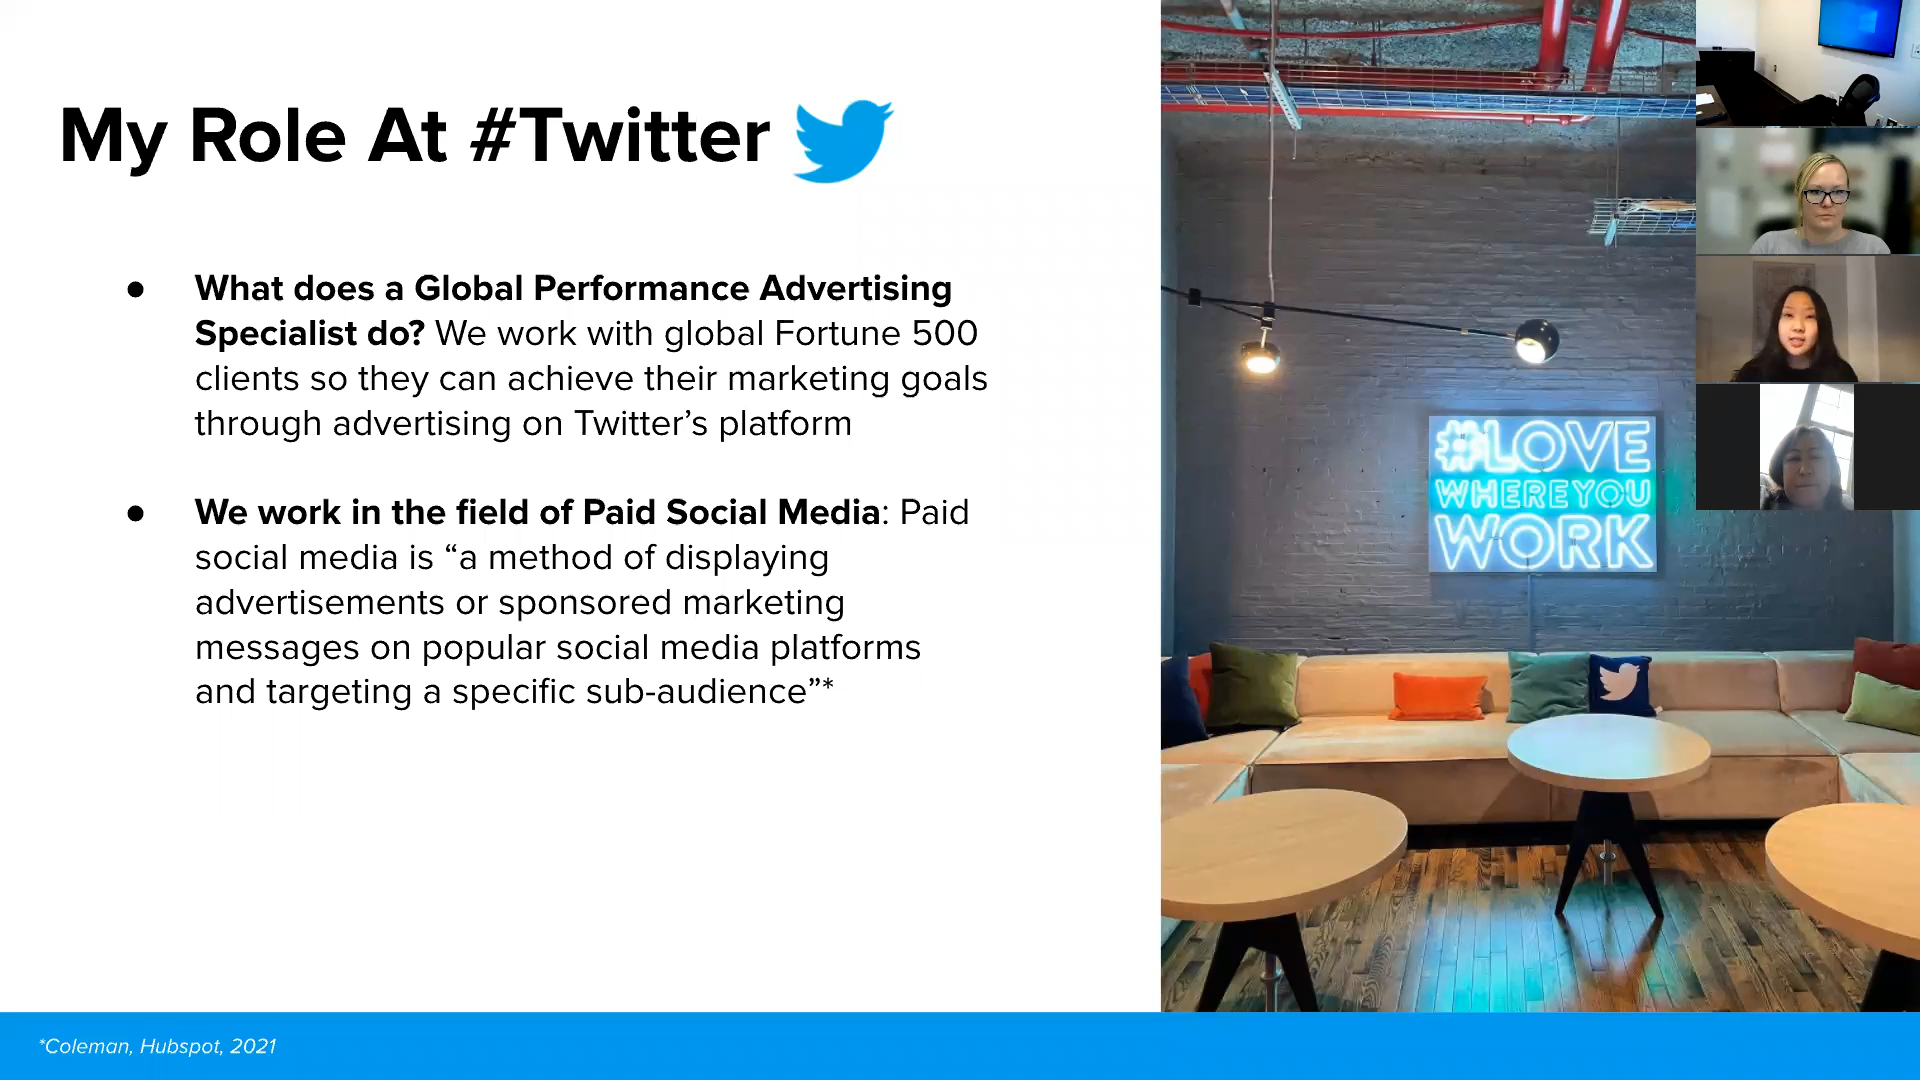 My Role At #Twitter
● What does a Global Performance Advertising
Specialist do? We work with global Fortune 500
clients so they can achieve their marketing goals
through advertising on Twitter’s platform
● We work in the field of Paid Social Media: Paid
social media is “a method of displaying
advertisements or sponsored marketing
messages on popular social media platforms
and targeting a specific sub-audience”*
#LOVE
WHERE YOU
WORK
*Coleman, Hubspot, 2021